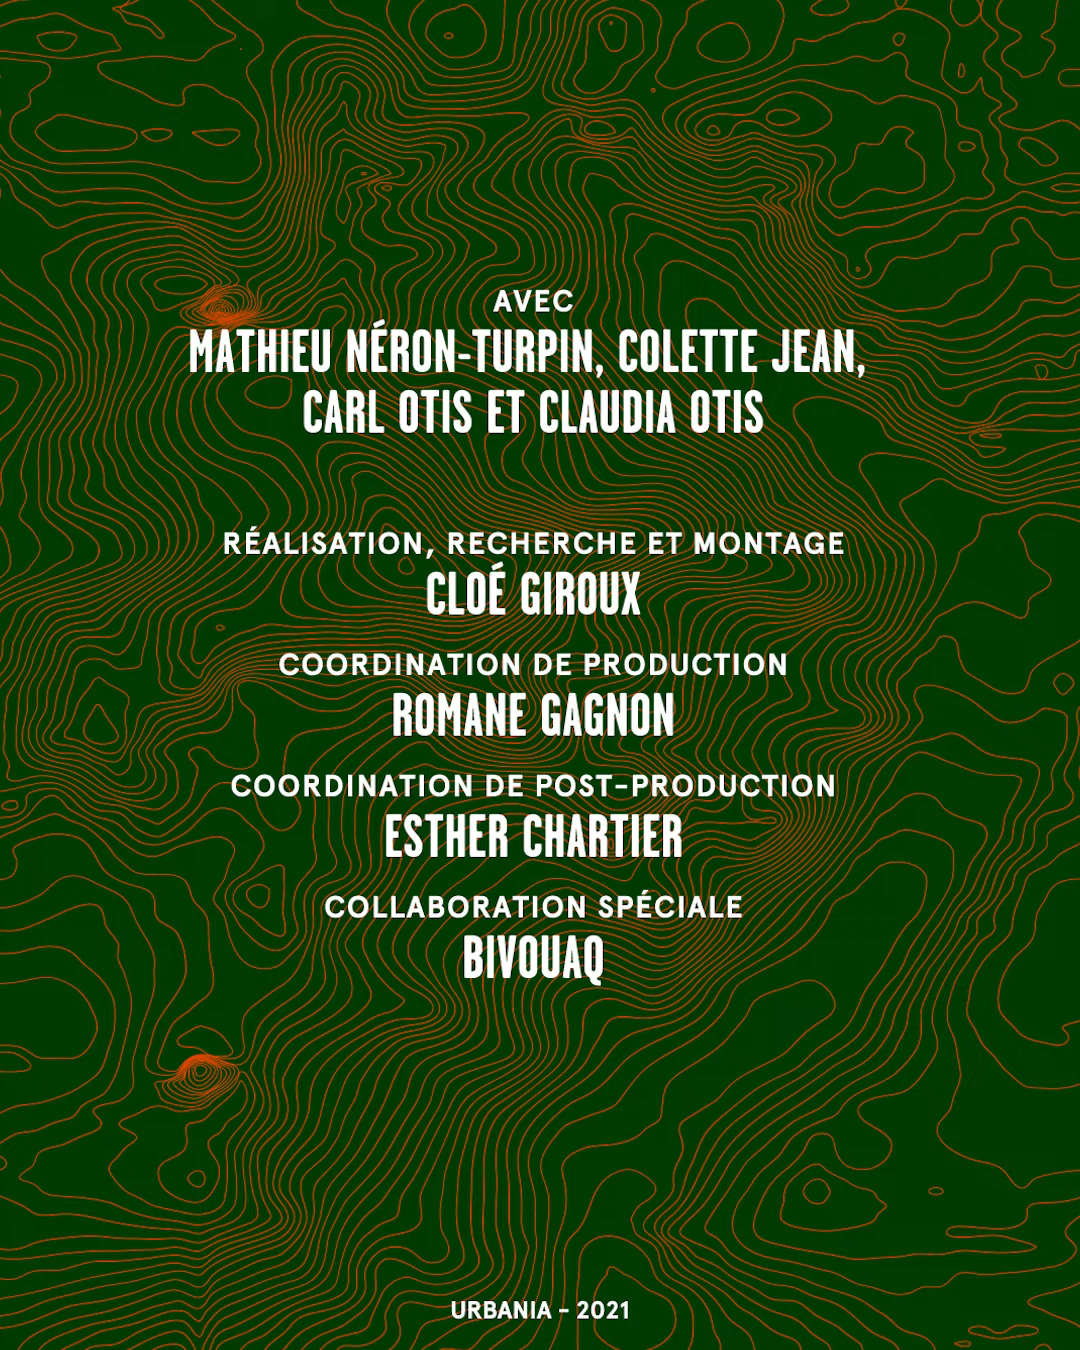 AVEC
MATHIEU NÉRON-TURPIN, COLETTE JEAN,
CARL OTIS ET CLAUDIA OTIS
RÉALISATION, RECHERCHE ET MONTAGE
CLOÉ GIROUX
COORDINATION DE PRODUCTION
ROMANE GAGNON
COORDINATION DE POST-PRODUCTION
ESTHER CHARTIER
COLLABORATION SPÉCIALE
BIVOUAQ
URBANIA - 2021